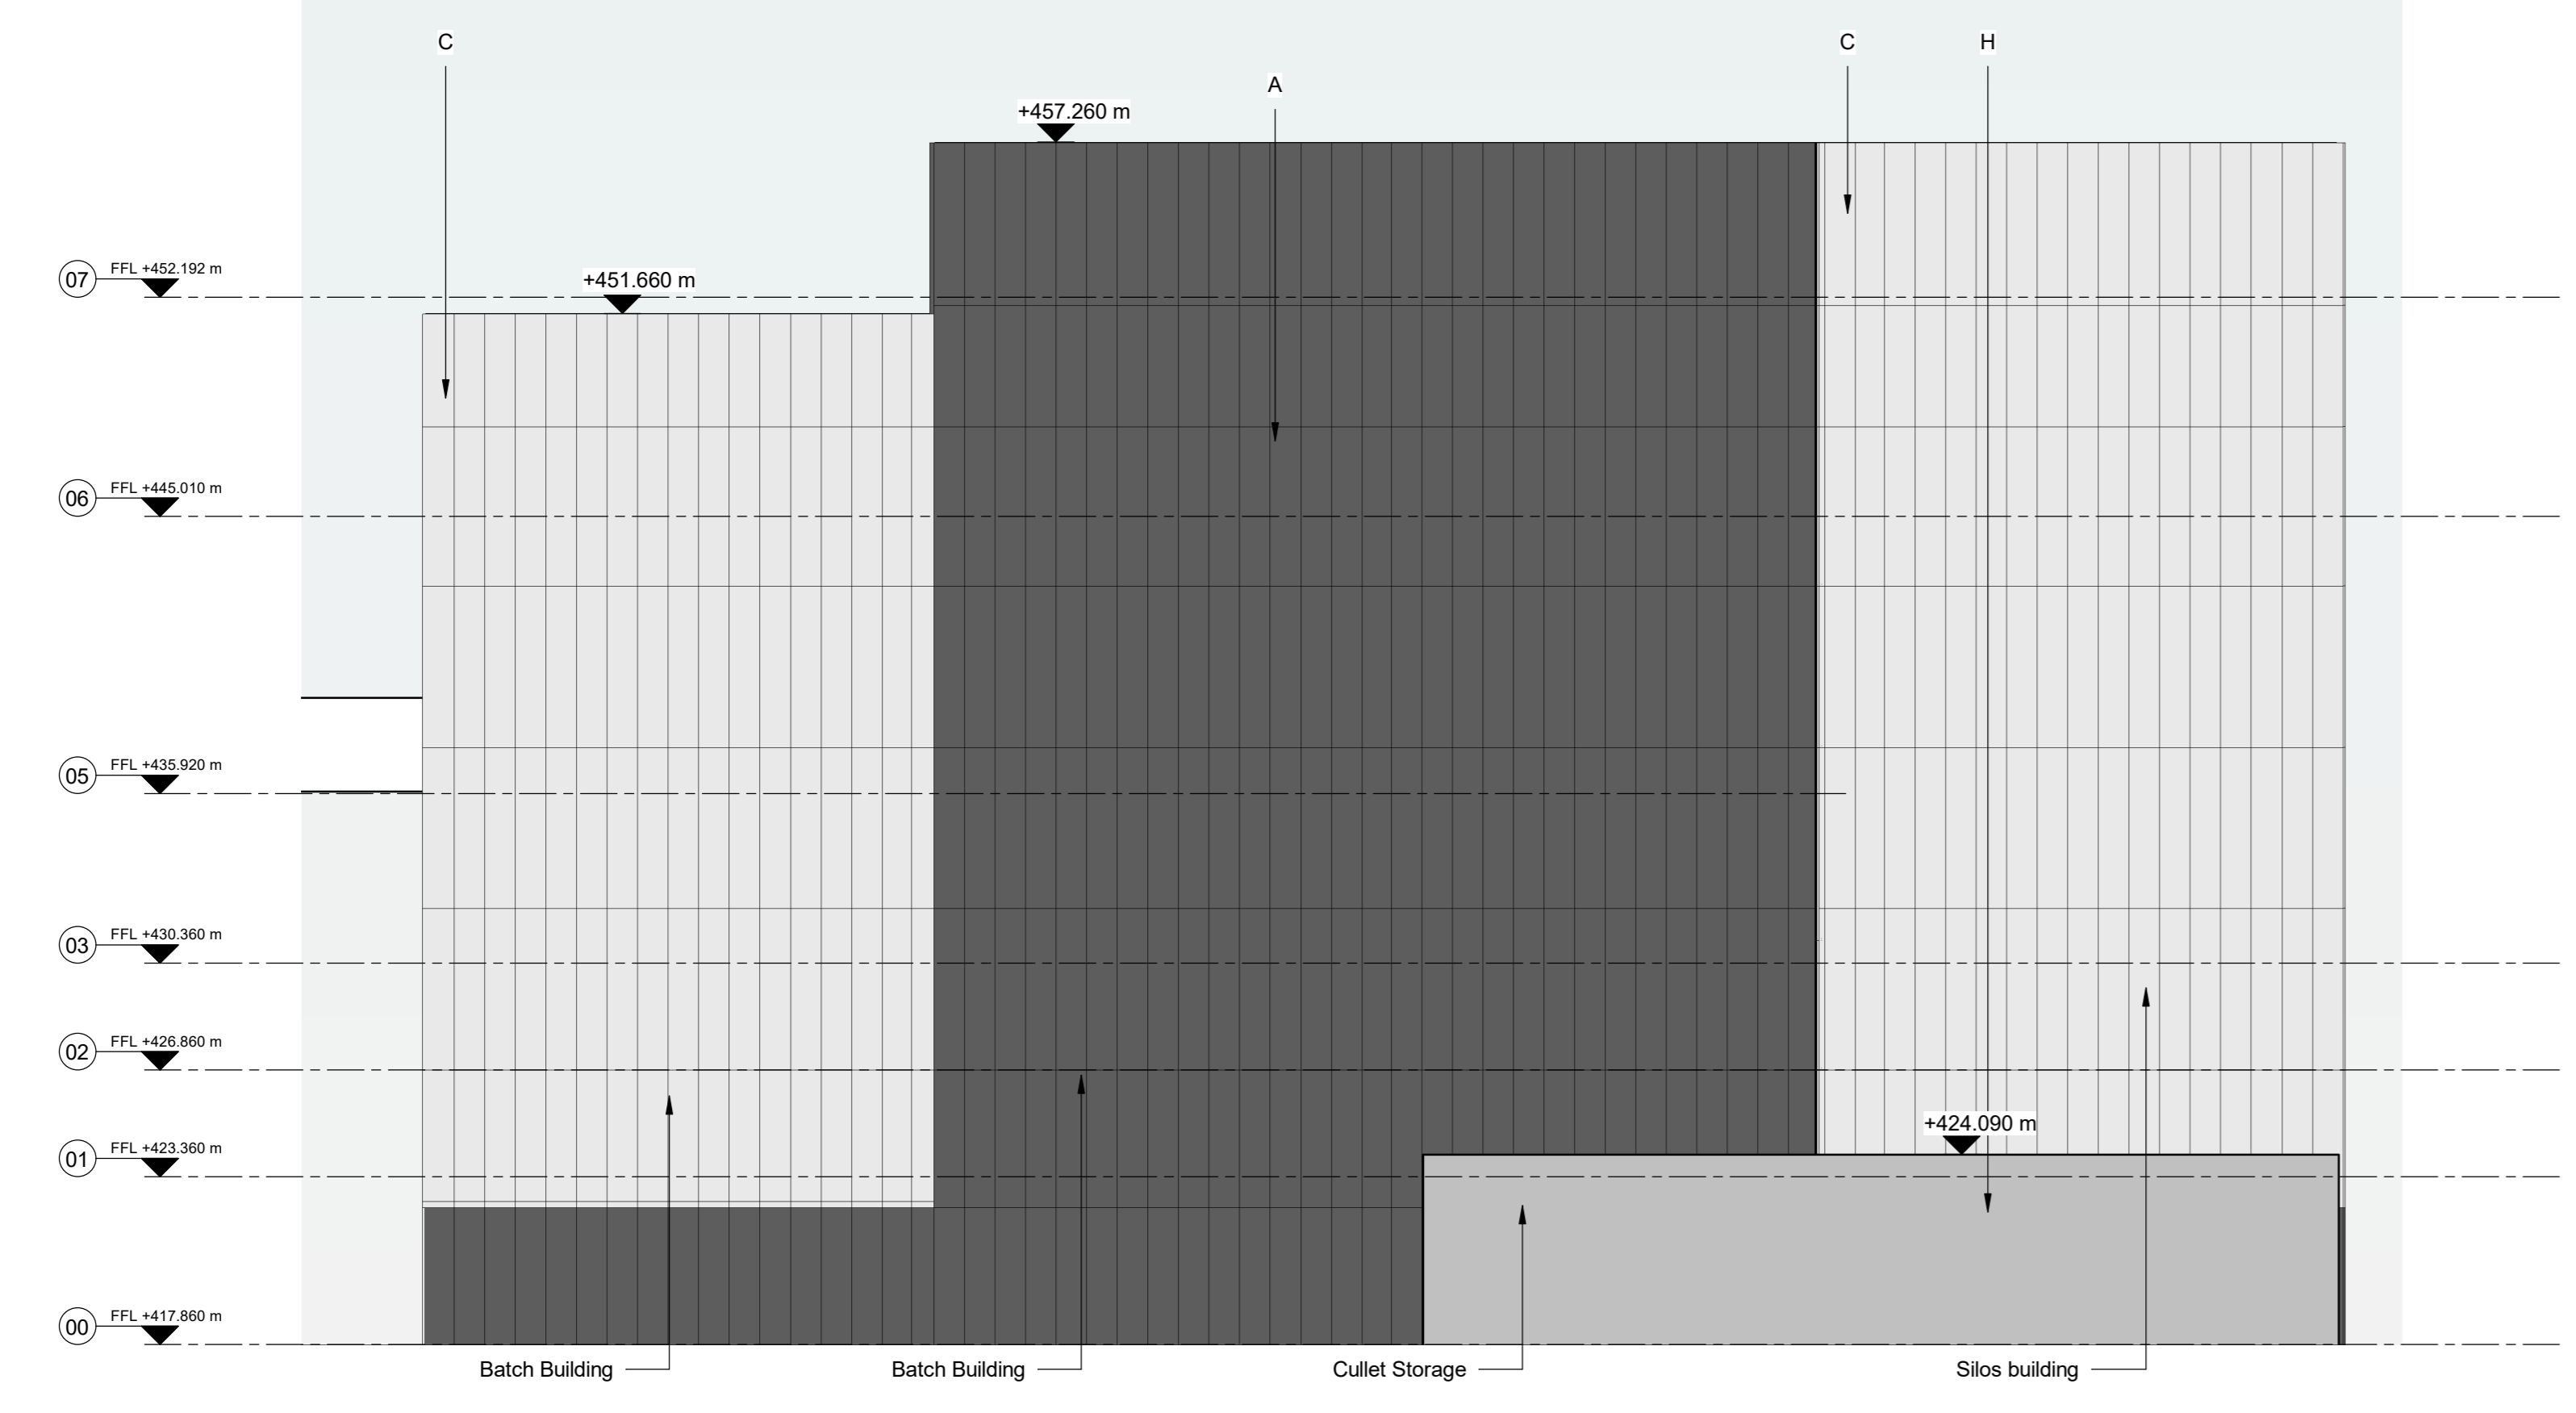 C
C
H
A
+457.260 m
07 FFL +452.192 m
+451.660 m
06 FFL +445.010 m
05 FFL +435.920 m
03 FFL +430.360 m
02 FFL +426.860 m
+424.090 m
01 FFL +423.360 m
00 FFL +417.860 m
Batch Building
Batch Building
Cullet Storage
Silos building